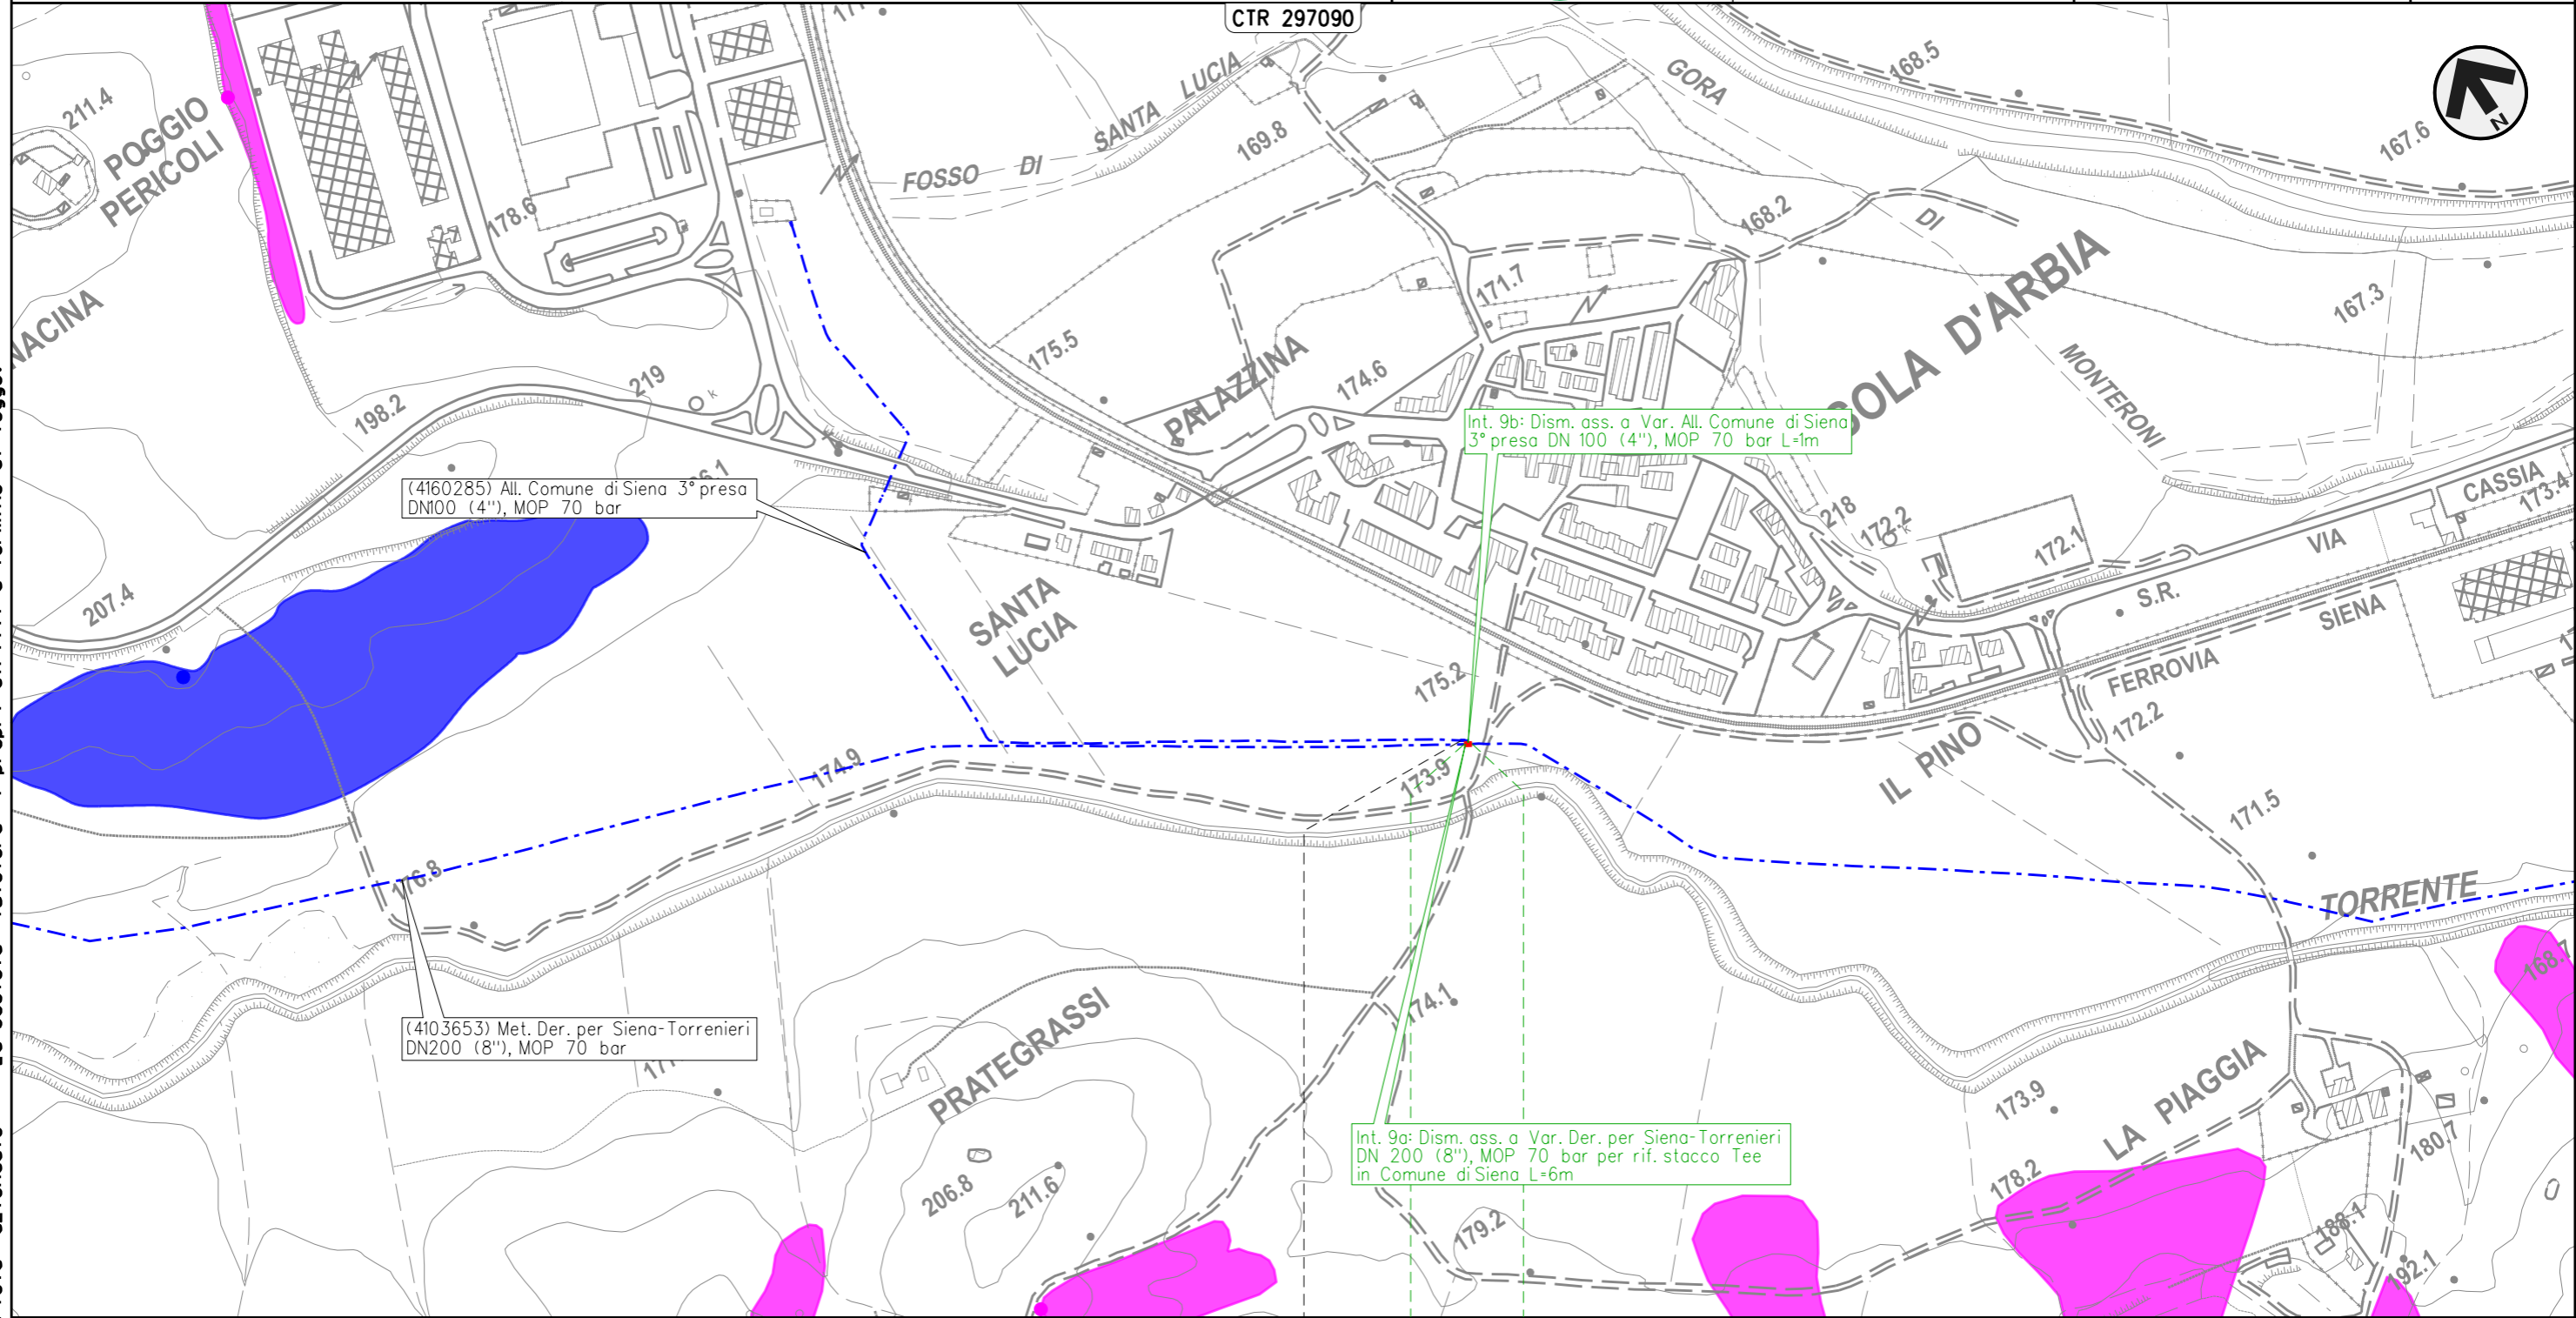 CTR 297090
168.5
GORA
SANTA LUCIA
211.4
POGGIO
PERICOLI
169.8
167.6
N
FOSSO DI
178.6
168.2
DI
171.7
ISOLA D'ARBIA
167.3
175.5
PALAZZINA
174.6
MONTERONI
219
k
198.2
Int. 9b: Dism. ass. a Var. All. Comune di Siena
3° presa DN 100 (4"), MOP 70 bar L=1m
(4160285) All. Comune di Siena 3° presa
DN100 (4"), MOP 70 bar
CASSIA
173.4
218
172.2
k
172.1
VIA
S.R.
SIENA
207.4
SANTA
LUCIA
FERROVIA
175.2
172.2
IL PINO
174.9
173.9
171.5
176.8
TORRENTE
168.7
174.1
(4103653) Met. Der. per Siena-Torrenieri
DN200 (8"), MOP 70 bar
PRATEGRASSI
173.9
LA PIAGGIA
180.7
Int. 9a: Dism. ass. a Var. Der. per Siena-Torrenieri
DN 200 (8"), MOP 70 bar per rif. stacco Tee
in Comune di Siena L=6m
206.8
211.6
178.2
179.2
188.1
192.1